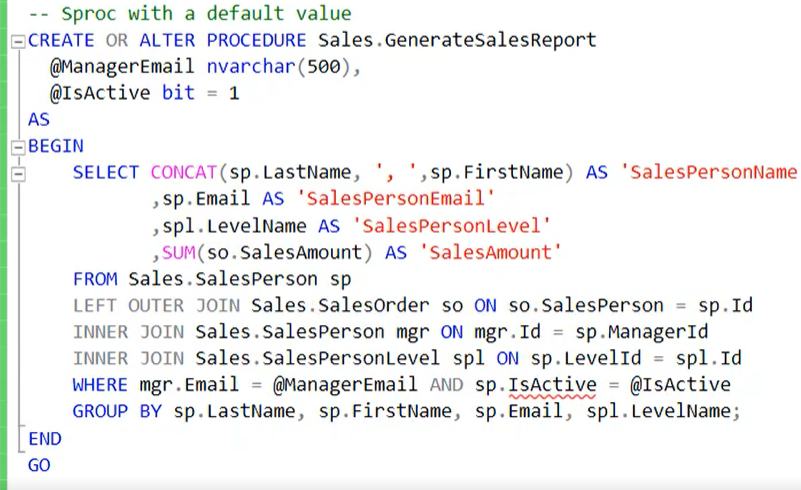 -- Sproc with a default value
CREATE OR ALTER PROCEDURE Sales.GenerateSalesReport
@ManagerEmail nvarchar(500),
@IsActive bit = 1
AS
BEGIN
SELECT CONCAT(sp.LastName, ', ',sp.FirstName) AS 'SalesPersonName
,sp.Email AS 'SalesPersonEmail'
,spl.LevelName AS 'SalesPersonLevel'
,SUM(so.SalesAmount) AS 'SalesAmount'
FROM Sales.SalesPerson sp
LEFT OUTER JOIN Sales.SalesOrder so ON so.SalesPerson = sp.Id
INNER JOIN Sales.SalesPerson mgr ON mgr.Id = sp.ManagerId
INNER JOIN Sales.SalesPersonLevel spl ON sp.LevelId = spl.Id
WHERE mgr.Email = @ManagerEmail AND sp.IsActive = @IsActive
GROUP BY sp.LastName, sp.FirstName, sp.Email, spl.LevelName;
END
GO